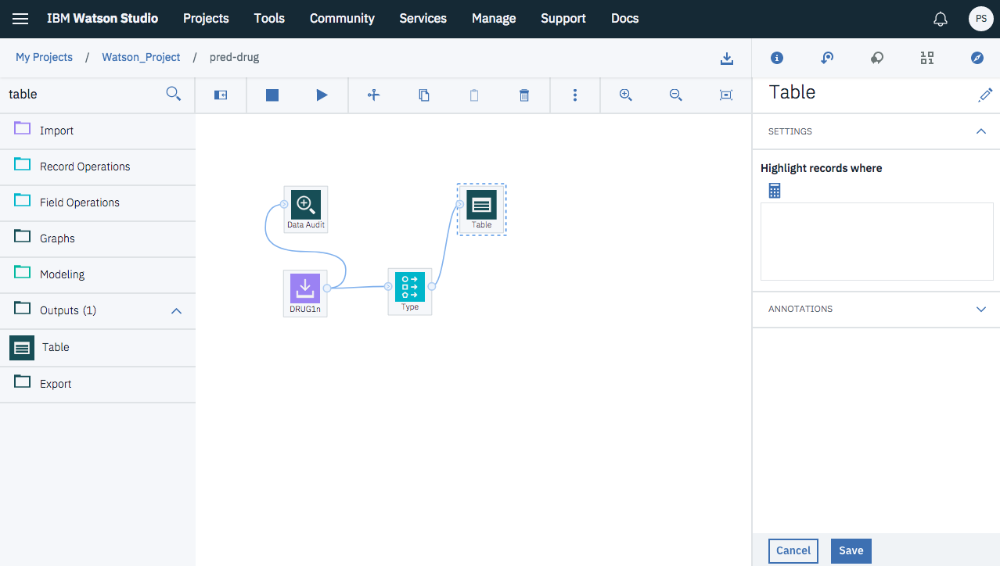 IBM Watson Studio Projects Tools Community Services Manage Support Docs PS
My Projects / Watson_Project / pred-drug
table
Import
Record Operations
Field Operations
Graphs
Modeling
Outputs (1)
Table
Export
Data Audit
Table
DRUG1n
Type
Table
SETTINGS
Highlight records where
ANNOTATIONS
Cancel Save